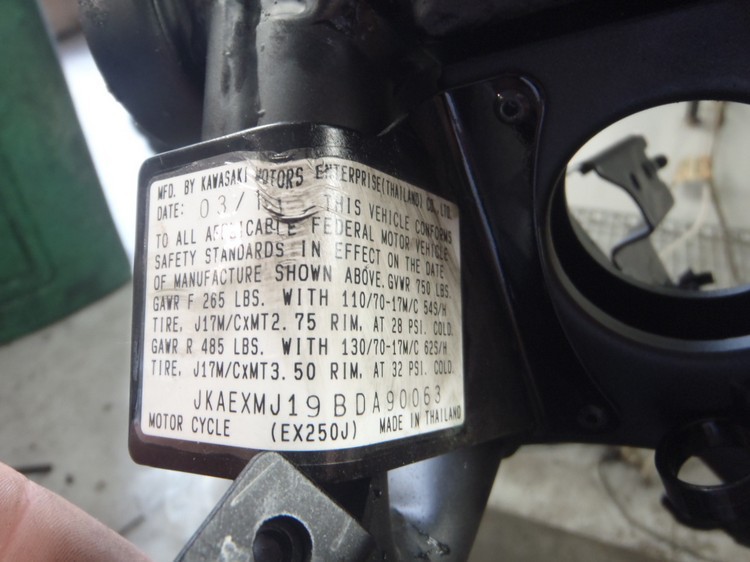 MFD. BY KAWASAKI MOTORS ENTERPRISE(THAILAND) CO., LTD.
DATE: 03/11 THIS VEHICLE CONFORMS
TO ALL APPLICABLE FEDERAL MOTOR VEHICLE
SAFETY STANDARDS IN EFFECT ON THE DATE
OF MANUFACTURE SHOWN ABOVE. GVWR 750 LBS.
GAWR F 265 LBS. WITH 110/70-17M/C 54S/H
TIRE, J17M/CxMT2.75 RIM, AT 28 PSI. COLD.
GAWR R 485 LBS. WITH 130/70-17M/C 62S/H
TIRE, J17M/CxMT3.50 RIM, AT 32 PSI. COLD.
JKAEXMJ19BDA90063
MOTOR CYCLE (EX250J) MADE IN THAILAND